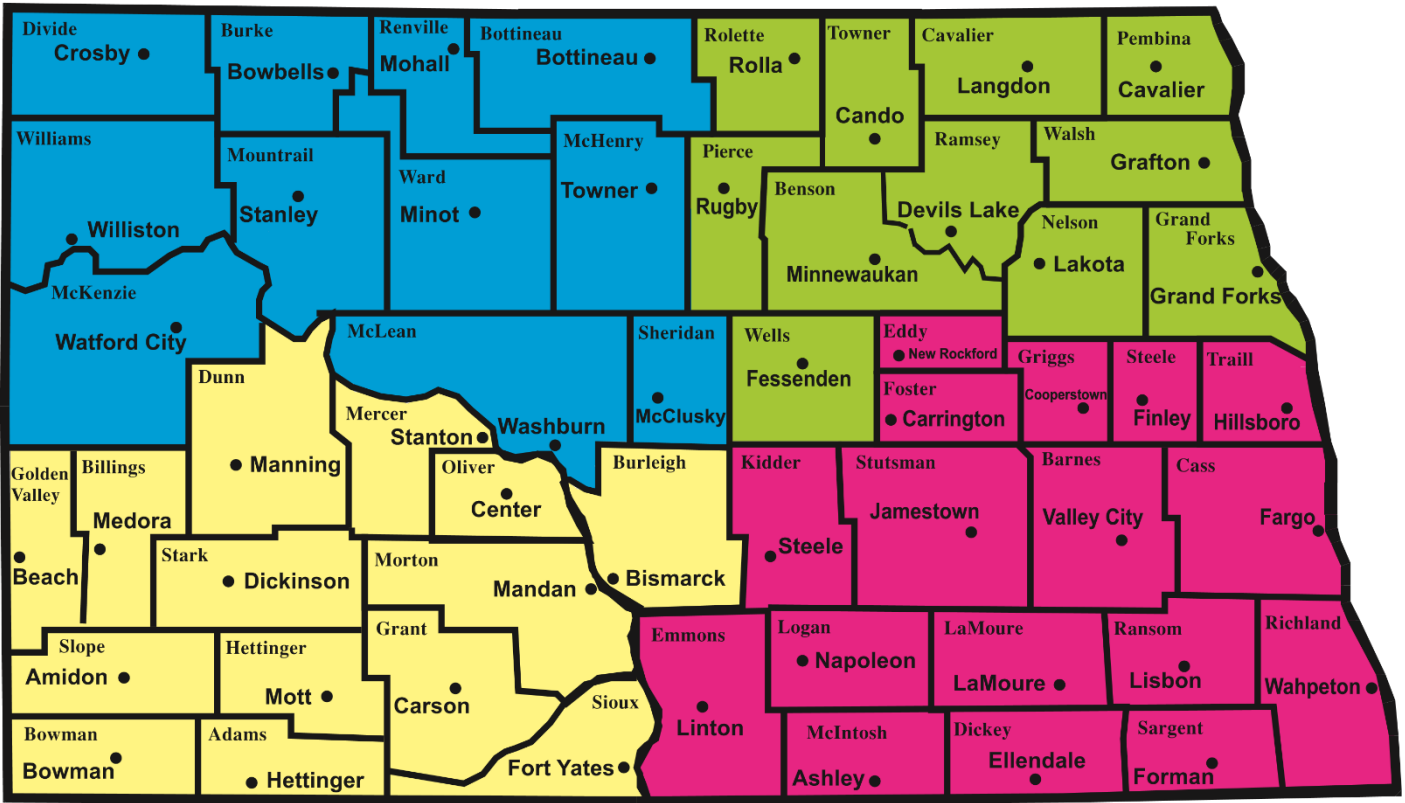 Divide
Crosby
Burke
Bowbells
Renville
Mohall
Bottineau
Bottineau
Rolette
Rolla
Towner
Cando
Cavalier
Langdon
Pembina
Cavalier
Williams
Williston
Mountrail
Stanley
Ward
Minot
McHenry
Towner
Pierce
Rugby
Benson
Minnewaukan
Ramsey
Devils Lake
Walsh
Grafton
Nelson
Lakota
Grand
Forks
Grand Forks
McKenzie
Watford City
McLean
Washburn
Sheridan
McClusky
Wells
Fessenden
Eddy
New Rockford
Foster
Carrington
Griggs
Cooperstown
Steele
Finley
Traill
Hillsboro
Dunn
Manning
Mercer
Stanton
Oliver
Center
Burleigh
Bismarck
Kidder
Steele
Stutsman
Jamestown
Barnes
Valley City
Cass
Fargo
Golden
Valley
Beach
Billings
Medora
Stark
Dickinson
Morton
Mandan
Slope
Amidon
Hettinger
Mott
Grant
Carson
Sioux
Fort Yates
Emmons
Linton
Logan
Napoleon
LaMoure
LaMoure
Ransom
Lisbon
Richland
Wahpeton
Bowman
Bowman
Adams
Hettinger
McIntosh
Ashley
Dickey
Ellendale
Sargent
Forman